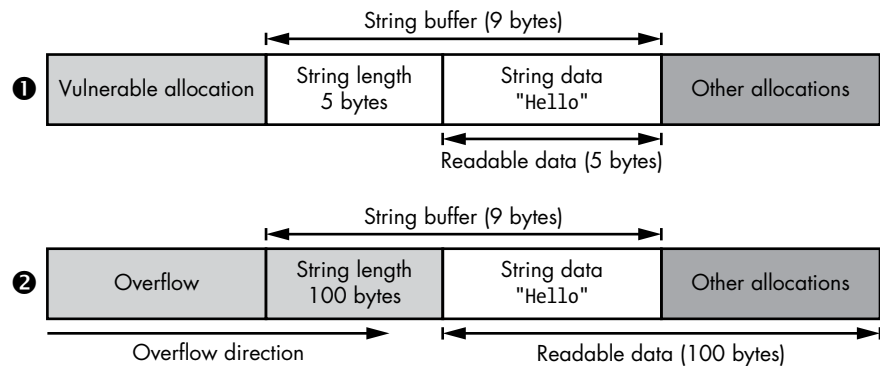 String buffer (9 bytes)
❶
Vulnerable allocation
String length
5 bytes
String data
"Hello"
Other allocations
Readable data (5 bytes)
String buffer (9 bytes)
❷
Overflow
String length
100 bytes
String data
"Hello"
Other allocations
Overflow direction
Readable data (100 bytes)